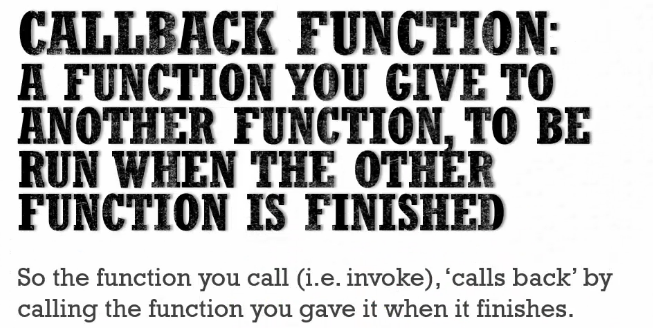 CALLBACK FUNCTION:
A FUNCTION YOU GIVE TO
ANOTHER FUNCTION, TO BE
RUN WHEN THE OTHER
FUNCTION IS FINISHED
So the function you call (i.e. invoke), ‘calls back’ by
calling the function you gave it when it finishes.